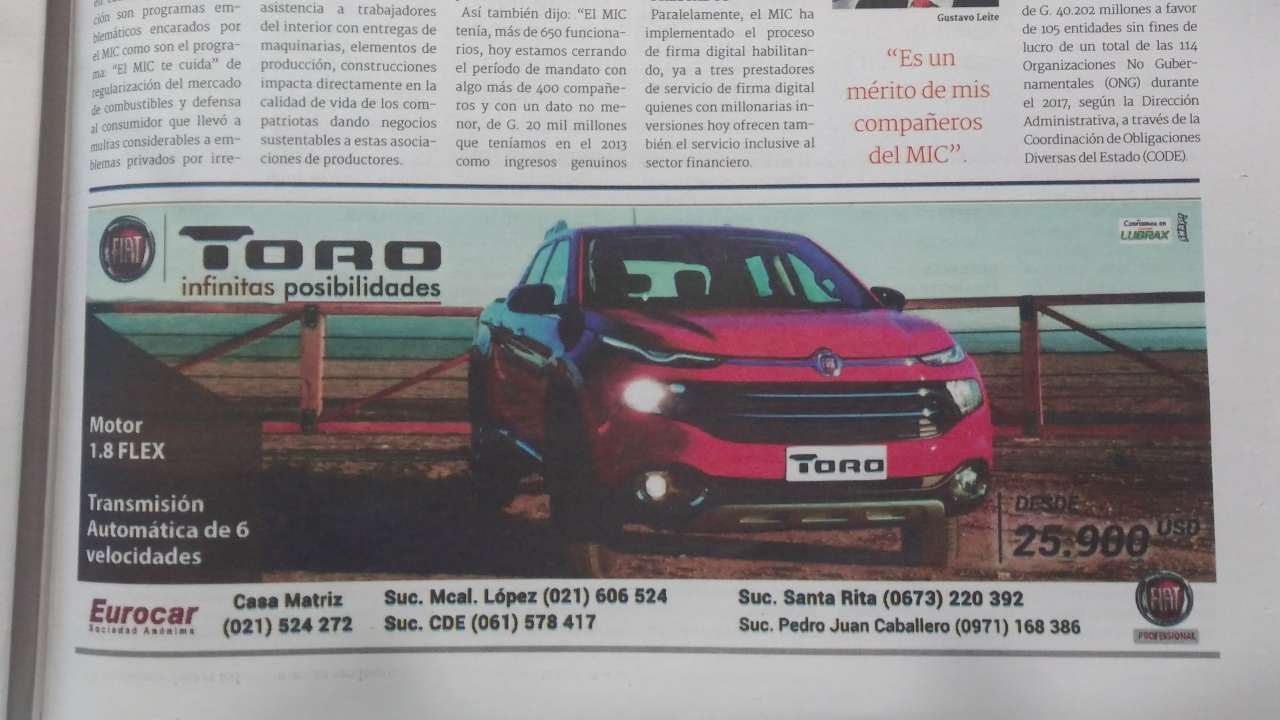 ción son programas em-
blemáticos encarados por
el MIC como son el progra-
ma: "El MIC te cuida" de
regularización del mercado
de combustibles y defensa
al consumidor que llevó a
multas considerables a em-
blemas privados por irre-
asistencia a trabajadores
del interior con entregas de
maquinarias, elementos de
producción, construcciones
impacta directamente en la
calidad de vida de los com-
patriotas dando negocios
sustentables a estas asocia-
ciones de productores.
Así también dijo: "El MIC
tenía, más de 650 funciona-
rios, hoy estamos cerrando
el período de mandato con
algo más de 400 compañe-
ros y con un dato no me-
nor, de G. 20 mil millones
que teníamos en el 2013
como ingresos genuinos
Paralelamente, el MIC ha
implementado el proceso
de firma digital habilitan-
do, ya a tres prestadores
de servicio de firma digital
quienes con millonarias in-
versiones hoy ofrecen tam-
bién el servicio inclusive al
sector financiero.
Gustavo Leite
"Es un
mérito de mis
compañeros
del MIC".
de G. 40.202 millones a favor
de 105 entidades sin fines de
lucro de un total de las 114
Organizaciones No Guber-
namentales (ONG) durante
el 2017, según la Dirección
Administrativa, a través de la
Coordinación de Obligaciones
Diversas del Estado (CODE).
FIAT
TORO
infinitas posibilidades
Confiamos en
LUBRAX
Motor
1.8 FLEX
Transmisión
Automática de 6
velocidades
TORO
DESDE
25.900 USD
Eurocar
Sociedad Anónima
Casa Matriz
(021) 524 272
Suc. Mcal. López (021) 606 524
Suc. CDE (061) 578 417
Suc. Santa Rita (0673) 220 392
Suc. Pedro Juan Caballero (0971) 168 386
FIAT
PROFESSIONAL